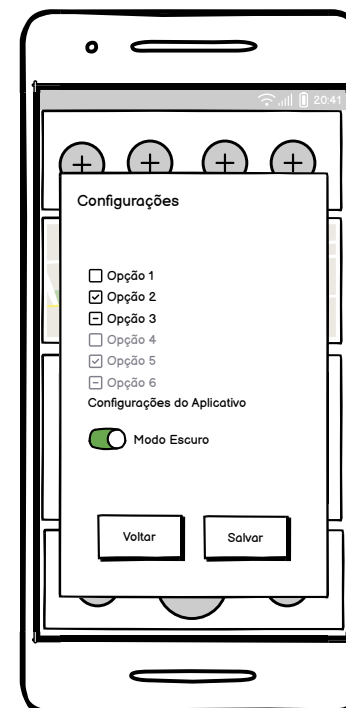 20:41
Configurações
Opção 1
Opção 2
Opção 3
Opção 4
Opção 5
Opção 6
Configurações do Aplicativo
Modo Escuro
Voltar
Salvar